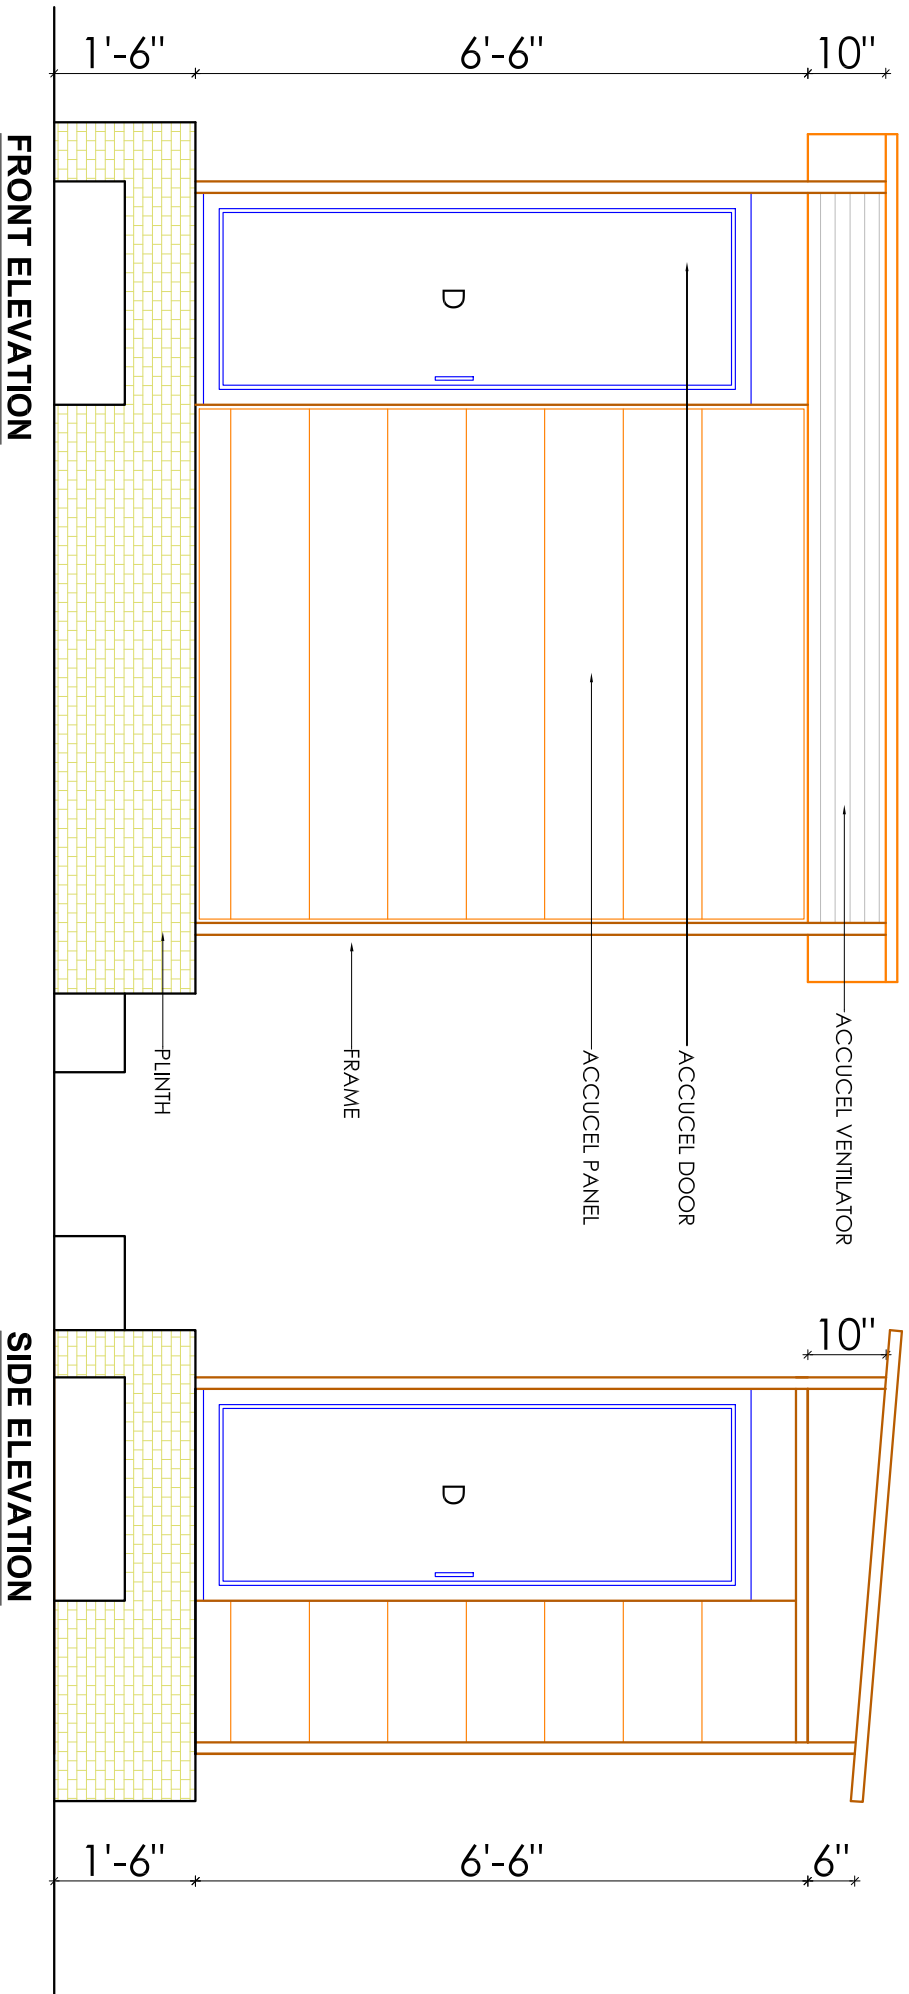 10"
6'-6"
1'-6"
D
ACCUCEL VENTILATOR
ACCUCEL DOOR
ACCUCEL PANEL
FRAME
PLINTH
FRONT ELEVATION
10"
D
6"
6'-6"
1'-6"
SIDE ELEVATION